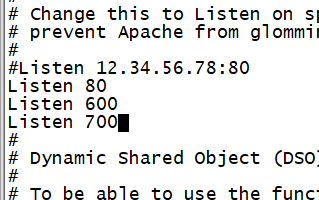 # Change this to Listen on
# prevent Apache from
#
#Listen 12.34.56.78:80
Listen 80
Listen 600
Listen 700
#
# Dynamic Shared Object (DSO
#
# To be able to use the